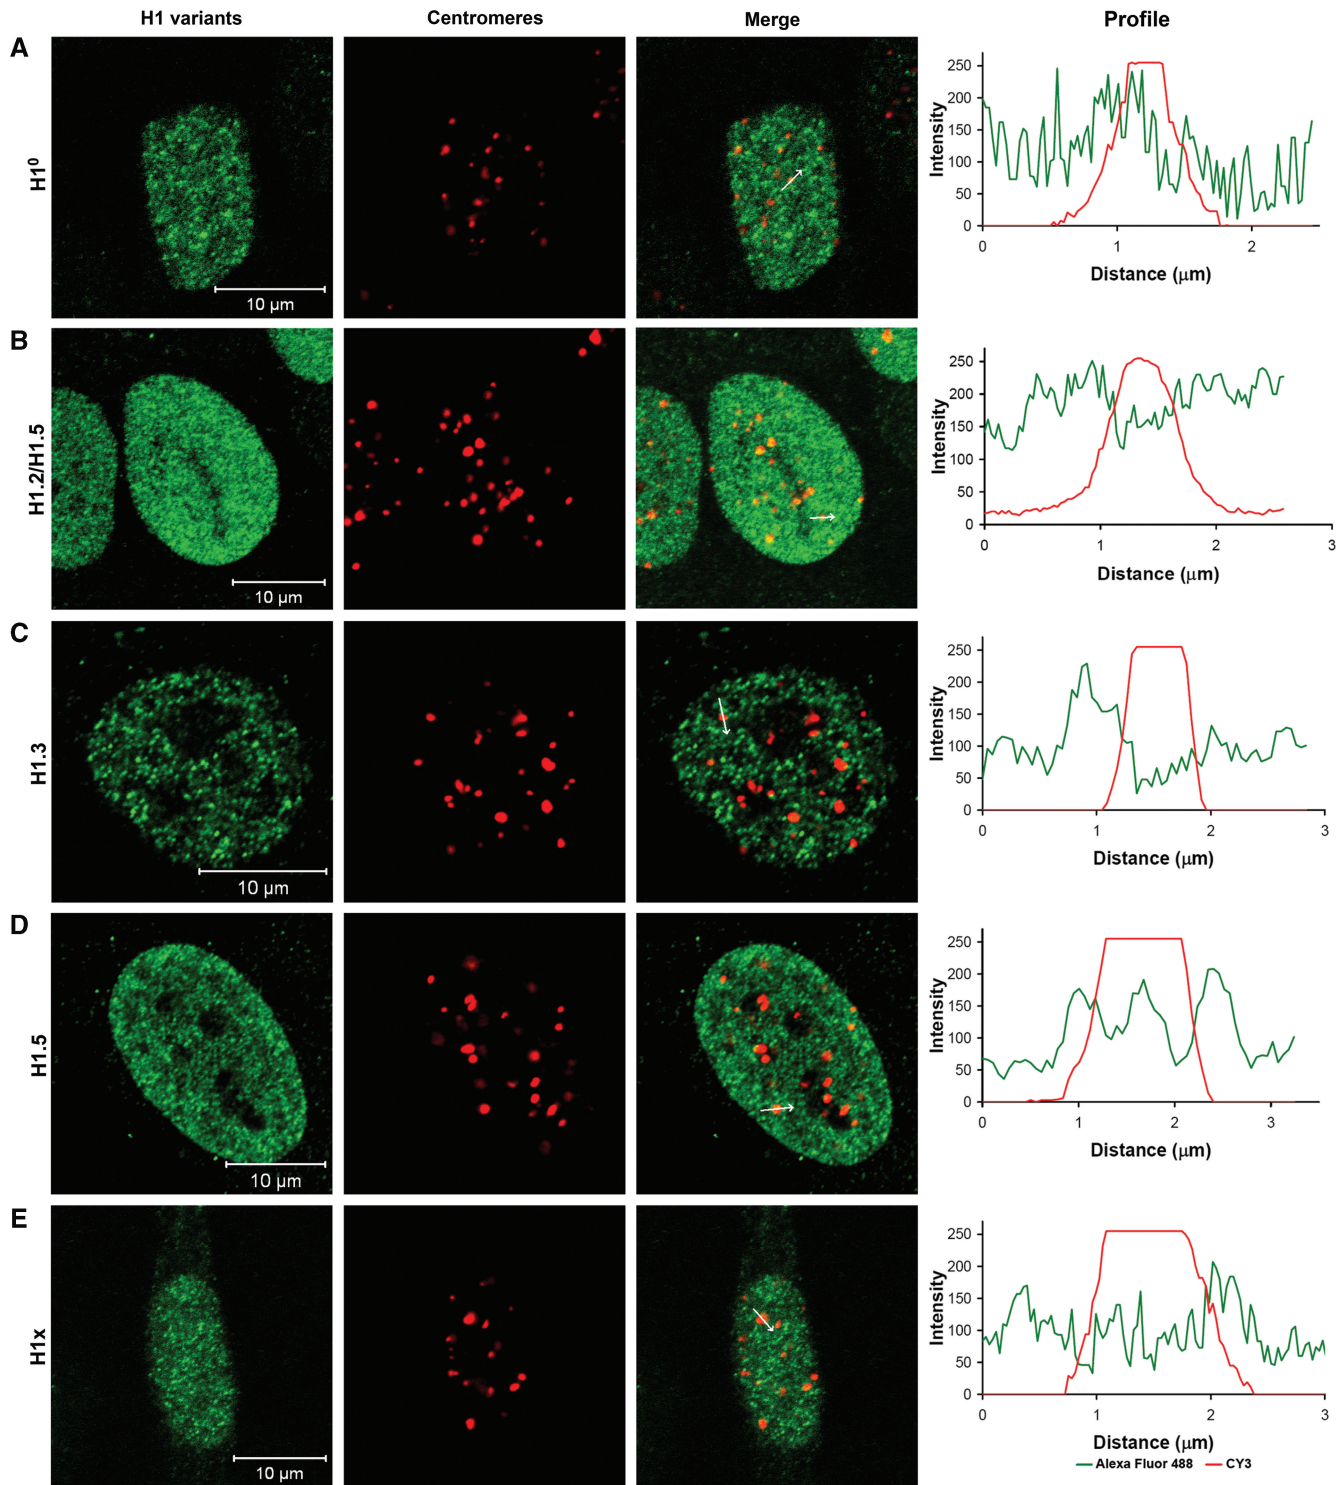 H1 variants Centromeres Merge Profile
A
H1⁰
10 µm
250
200
150
100
50
0
Intensity
0 1 2
Distance (µm)
B
H1.2/H1.5
10 µm
250
200
150
100
50
0
Intensity
0 1 2 3
Distance (µm)
C
H1.3
10 µm
250
200
150
100
50
0
Intensity
0 1 2 3
Distance (µm)
D
H1.5
10 µm
250
200
150
100
50
0
Intensity
0 1 2 3
Distance (µm)
E
H1x
10 µm
250
200
150
100
50
0
Intensity
0 1 2 3
Distance (µm)
Alexa Fluor 488 CY3